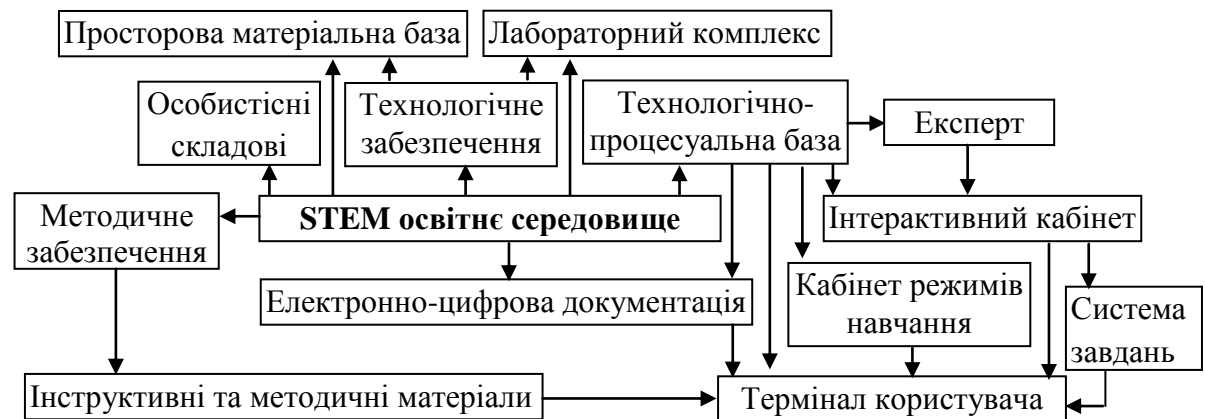 Просторова матеріальна база
Лабораторний комплекс
Особистісні
складові
Технологічне
забезпечення
Технологічно-
процесуальна база
Експерт
Методичне
забезпечення
STEM освітнє середовище
Інтерактивний кабінет
Електронно-цифрова документація
Кабінет режимів
навчання
Система
завдань
Інструктивні та методичні матеріали
Термінал користувача